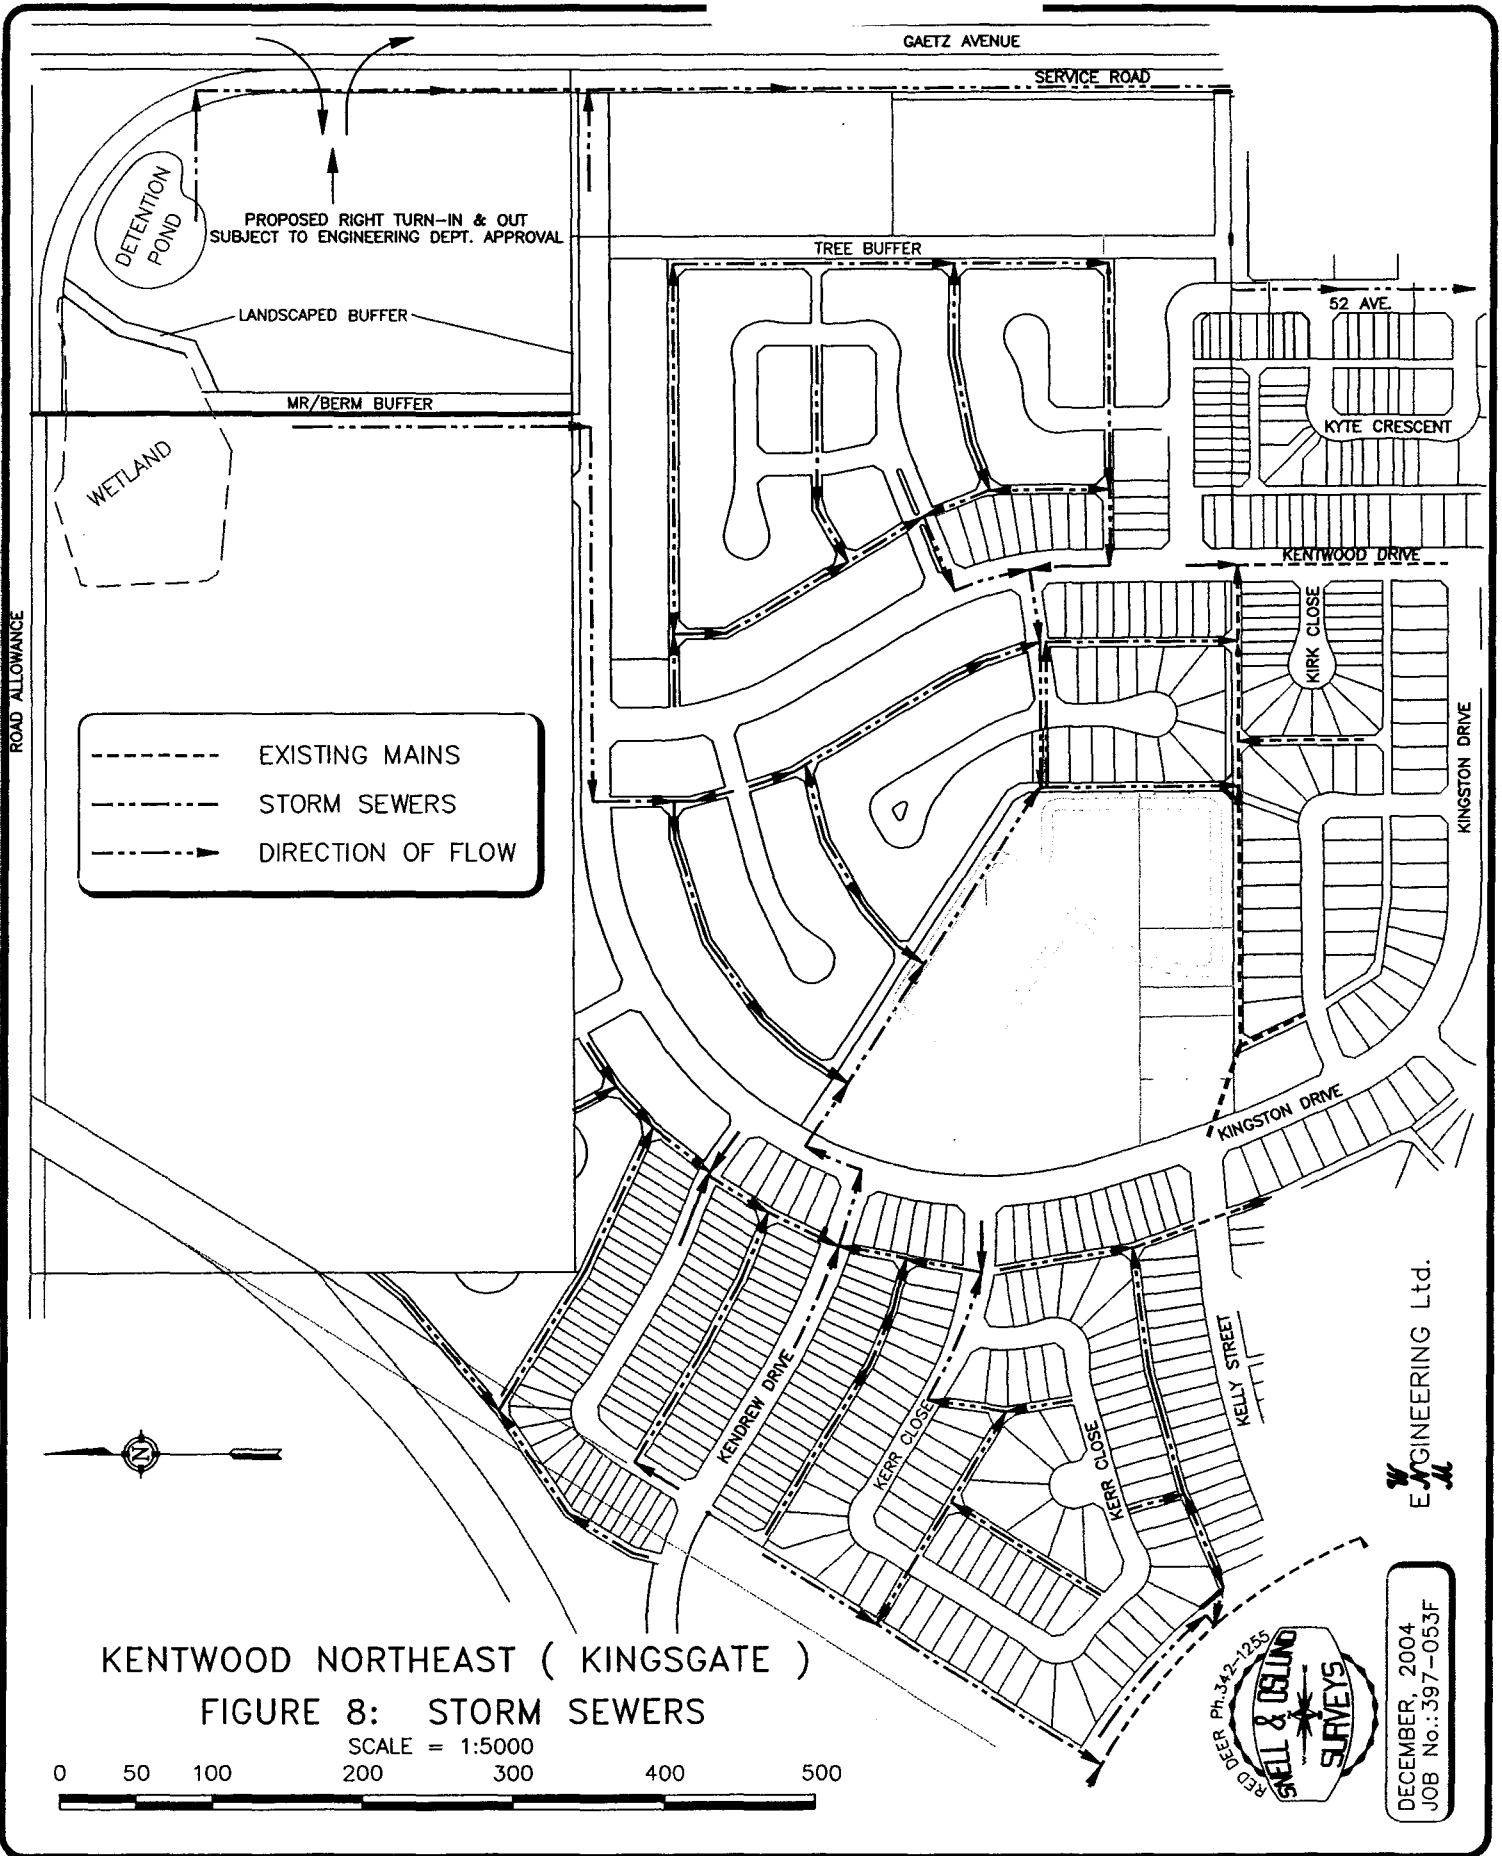 GAETZ AVENUE
SERVICE ROAD
DETENTION
POND
PROPOSED RIGHT TURN-IN & OUT
SUBJECT TO ENGINEERING DEPT. APPROVAL
TREE BUFFER
52 AVE.
LANDSCAPED BUFFER
MR/BERM BUFFER
KYTE CRESCENT
WETLAND
KENTWOOD DRIVE
KIRK CLOSE
ROAD ALLOWANCE
KINGSTON DRIVE
EXISTING MAINS
STORM SEWERS
DIRECTION OF FLOW
KINGSTON DRIVE
KELLY STREET
KENDREW DRIVE
KERR CLOSE
KERR CLOSE
N
ENGINEERING Ltd.
W
M
KENTWOOD NORTHEAST ( KINGSGATE )
FIGURE 8: STORM SEWERS
SCALE = 1:5000
0 50 100 200 300 400 500
RED DEER Ph.342-1255
SNELL & OSLUND
SURVEYS
DECEMBER, 2004
JOB No.: 397-053F